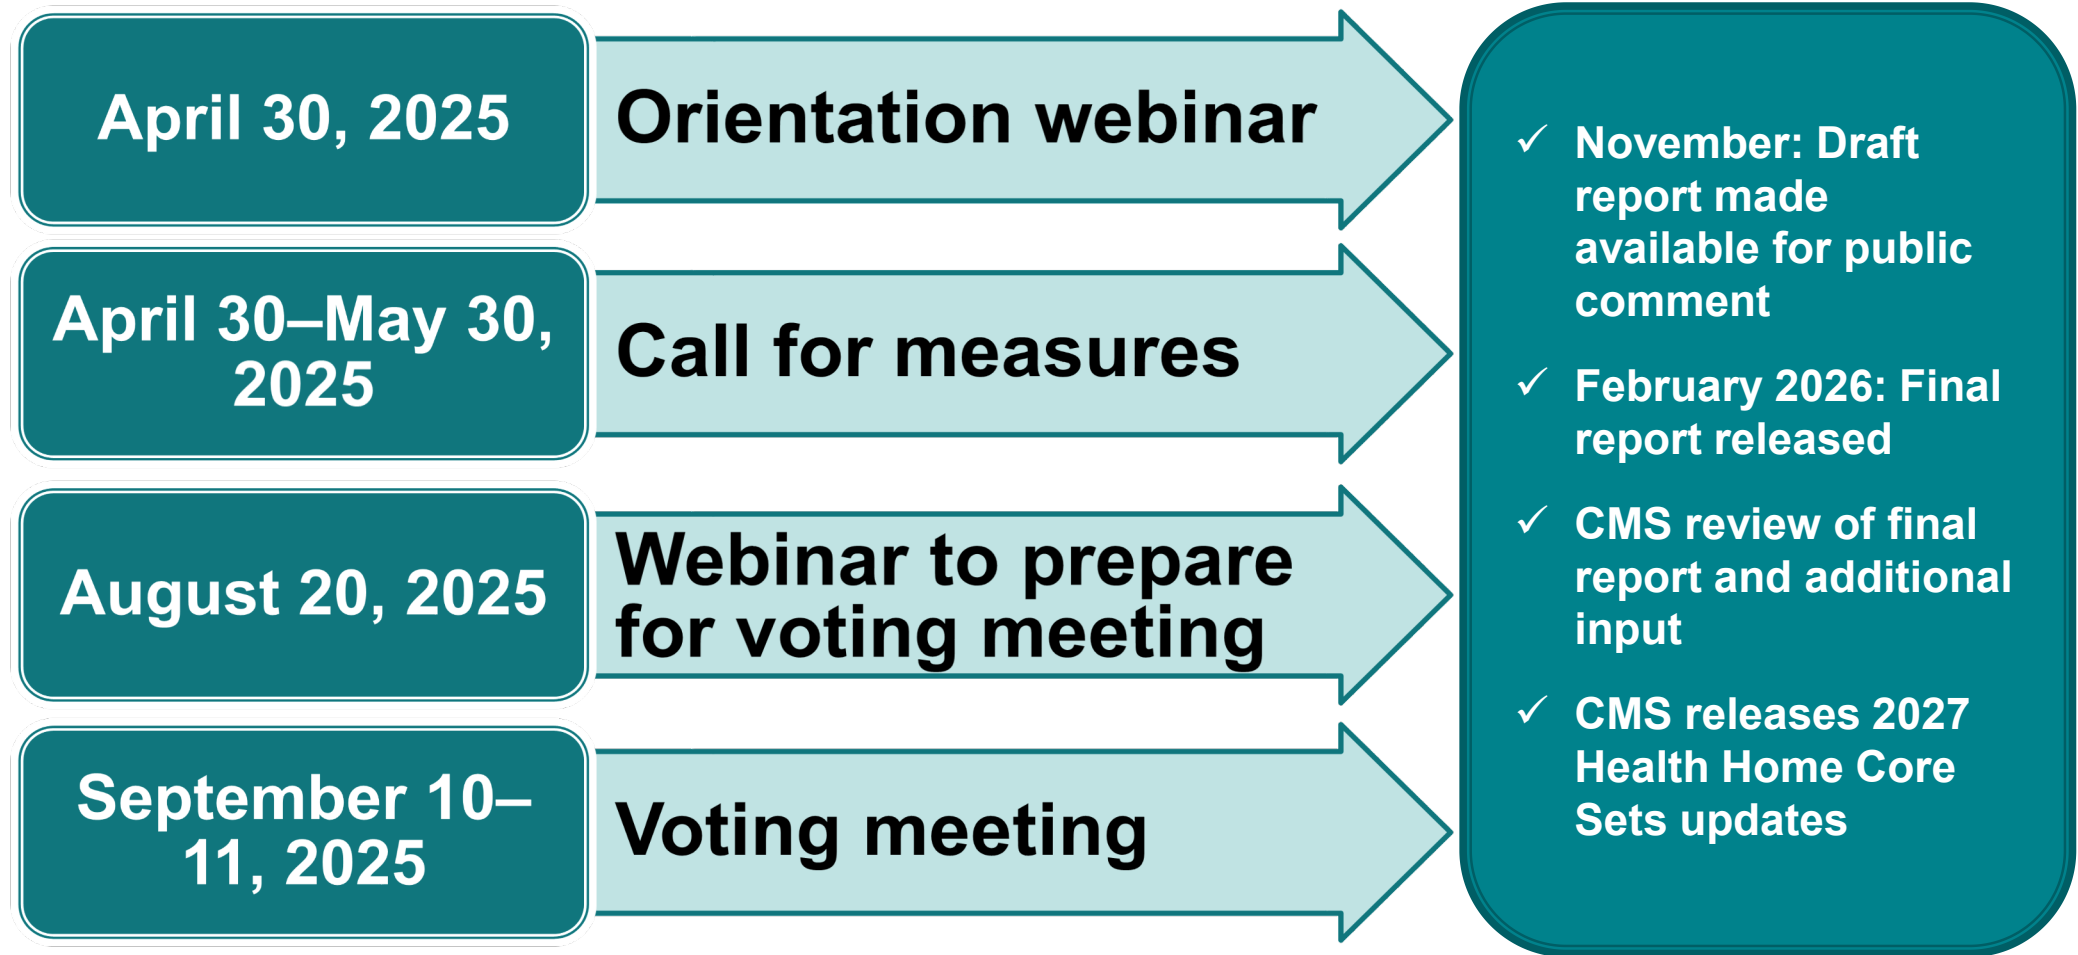 April 30, 2025
Orientation webinar
April 30–May 30,
2025
Call for measures
August 20, 2025
Webinar to prepare
for voting meeting
September 10–
11, 2025
Voting meeting
✓ November: Draft
report made
available for public
comment
✓ February 2026: Final
report released
✓ CMS review of final
report and additional
input
✓ CMS releases 2027
Health Home Core
Sets updates